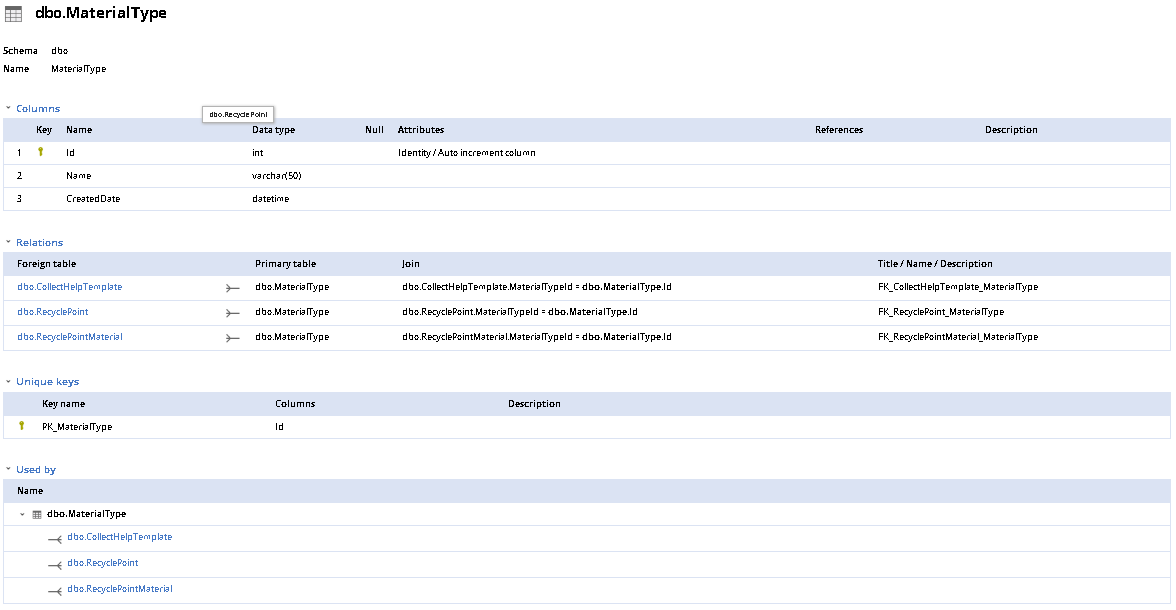 dbo.MaterialType
Schema dbo
Name MaterialType
Columns
dbo.RecyclePoint
Key Name Data type Null Attributes References Description
1 Id int Identity / Auto increment column
2 Name varchar(50)
3 CreatedDate datetime
Relations
Foreign table Primary table Join Title / Name / Description
dbo.CollectHelpTemplate dbo.MaterialType dbo.CollectHelpTemplate.MaterialTypeId = dbo.MaterialType.Id FK_CollectHelpTemplate_MaterialType
dbo.RecyclePoint dbo.MaterialType dbo.RecyclePoint.MaterialTypeId = dbo.MaterialType.Id FK_RecyclePoint_MaterialType
dbo.RecyclePointMaterial dbo.MaterialType dbo.RecyclePointMaterial.MaterialTypeId = dbo.MaterialType.Id FK_RecyclePointMaterial_MaterialType
Unique keys
Key name Columns Description
PK_MaterialType Id
Used by
Name
dbo.MaterialType
dbo.CollectHelpTemplate
dbo.RecyclePoint
dbo.RecyclePointMaterial